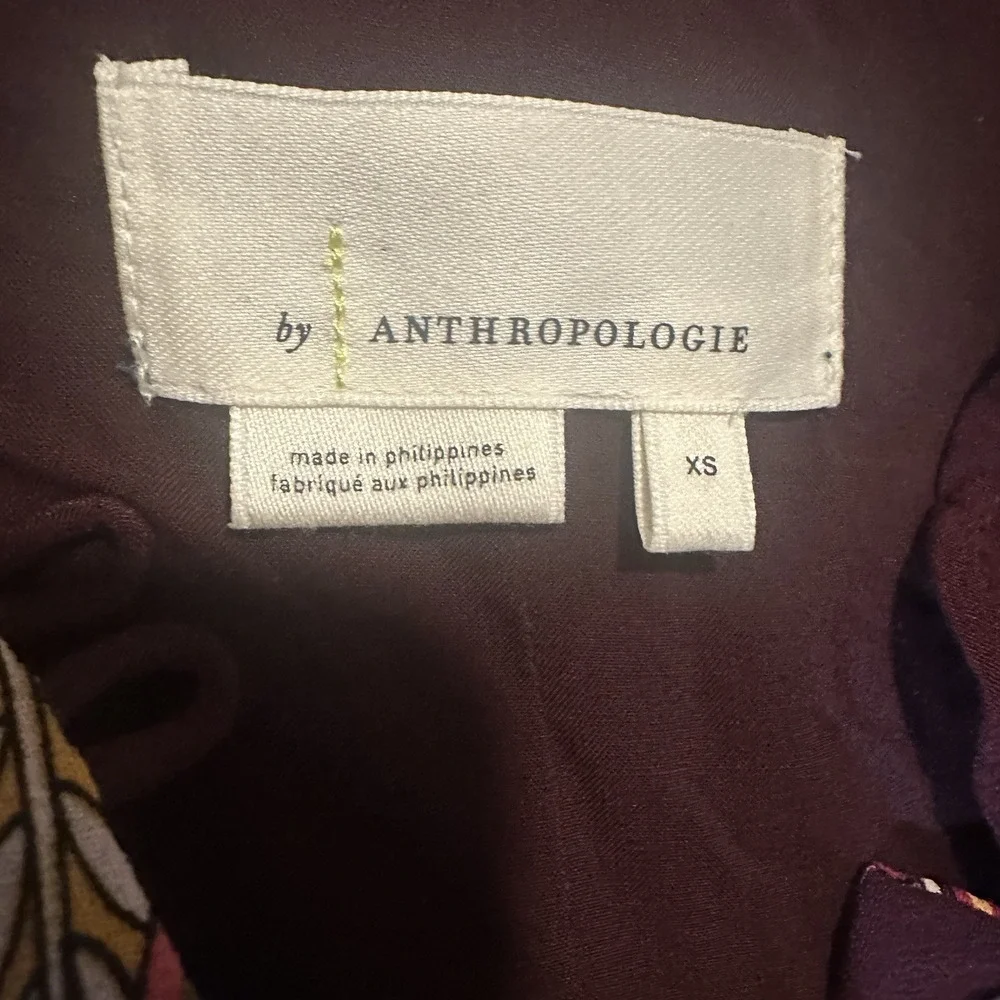 by ANTHROPOLOGIE
made in philippines
fabriqué aux philippines
XS